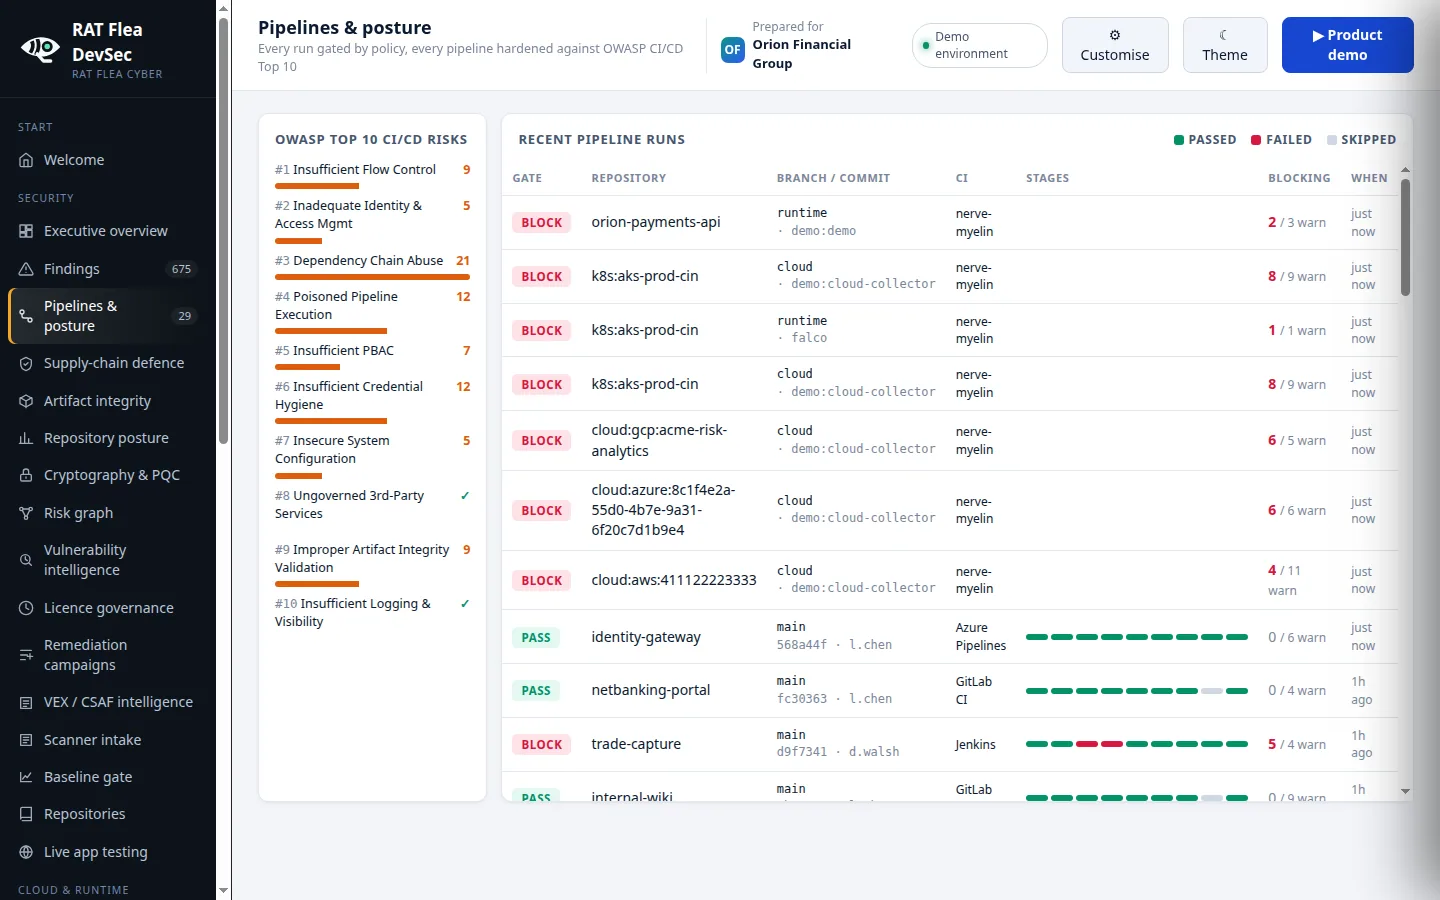 RAT Flea
DevSec
RAT FLEA CYBER
START
Welcome
SECURITY
Executive overview
Findings 675
Pipelines &
posture 29
Supply-chain defence
Artifact integrity
Repository posture
Cryptography & PQC
Risk graph
Vulnerability
intelligence
Licence governance
Remediation
campaigns
VEX / CSAF intelligence
Scanner intake
Baseline gate
Repositories
Live app testing
CLOUD & RUNTIME
Pipelines & posture
Every run gated by policy, every pipeline hardened against OWASP CI/CD
Top 10
OF
Prepared for
Orion Financial
Group
Demo
environment
Customise
Theme
▶ Product
demo
OWASP TOP 10 CI/CD RISKS
#1 Insufficient Flow Control 9
#2 Inadequate Identity &
Access Mgmt 5
#3 Dependency Chain Abuse 21
#4 Poisoned Pipeline
Execution 12
#5 Insufficient PBAC 7
#6 Insufficient Credential
Hygiene 12
#7 Insecure System
Configuration 5
#8 Ungoverned 3rd-Party
Services ✓
#9 Improper Artifact Integrity
Validation 9
#10 Insufficient Logging &
Visibility ✓
RECENT PIPELINE RUNS
PASSED FAILED SKIPPED
GATE REPOSITORY BRANCH / COMMIT CI STAGES BLOCKING WHEN
BLOCK orion-payments-api
runtime
· demo:demo
nerve-
myelin
2 / 3 warn
just
now
BLOCK k8s:aks-prod-cin
cloud
· demo:cloud-collector
nerve-
myelin
8 / 9 warn
just
now
BLOCK k8s:aks-prod-cin
runtime
· falco
nerve-
myelin
1 / 1 warn
just
now
BLOCK k8s:aks-prod-cin
cloud
· demo:cloud-collector
nerve-
myelin
8 / 9 warn
just
now
BLOCK
cloud:gcp:acme-risk-
analytics
cloud
· demo:cloud-collector
nerve-
myelin
6 / 5 warn
just
now
BLOCK
cloud:azure:8c1f4e2a-
55d0-4b7e-9a31-
6f20c7d1b9e4
cloud
· demo:cloud-collector
nerve-
myelin
6 / 6 warn
just
now
BLOCK cloud:aws:411122223333
cloud
· demo:cloud-collector
nerve-
myelin
4 / 11
warn
just
now
PASS identity-gateway
main
568a44f · l.chen
Azure
Pipelines
0 / 6 warn
just
now
PASS netbanking-portal
main
fc30363 · l.chen
GitLab
CI
0 / 4 warn
1h
ago
BLOCK trade-capture
main
d9f7341 · d.walsh
Jenkins
5 / 4 warn
1h
ago
PASS internal-wiki
main
GitLab
0 / 9 warn
1h